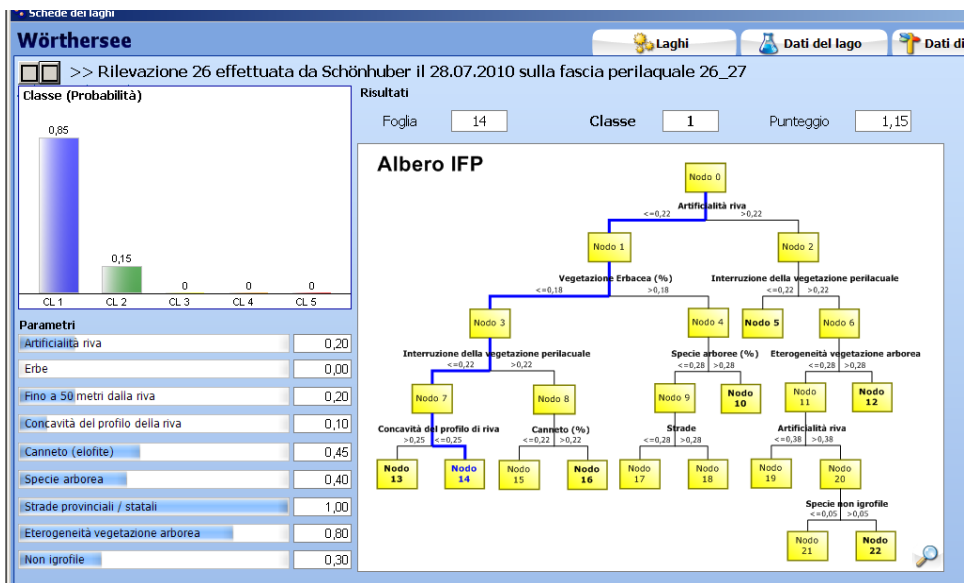 Schede dei laghi
Wörthersee
Laghi
Dati del lago
Dati di
>> Rilevazione 26 effettuata da Schönhuber il 28.07.2010 sulla fascia perilaquale 26_27
Classe (Probabilità)
0,85
0,15
0
0
0
CL 1 CL 2 CL 3 CL 4 CL 5
Parametri
Artificialità riva 0,20
Erbe 0,00
Fino a 50 metri dalla riva 0,20
Concavità del profilo della riva 0,10
Canneto (elofite) 0,45
Specie arborea 0,40
Strade provinciali / statali 1,00
Eterogeneità vegetazione arborea 0,80
Non igrofile 0,30
Risultati
Foglia 14 Classe 1 Punteggio 1,15
Albero IFP
Nodo 0
Artificialità riva
<=0,22 >0,22
Nodo 1 Nodo 2
Vegetazione Erbacea (%) Interruzione della vegetazione perilacuale
<=0,18 >0,18 <=0,22 >0,22
Nodo 3 Nodo 4 Nodo 5 Nodo 6
Interruzione della vegetazione perilacuale Specie arboree (%) Eterogeneità vegetazione arborea
<=0,22 >0,22 <=0,28 >0,28 <=0,28 >0,28
Nodo 7 Nodo 8 Nodo 9 Nodo 10 Nodo 11 Nodo 12
Concavità del profilo di riva Canneto (%) Strade Artificialità riva
>0,25 <=0,25 <=0,22 >0,22 <=0,28 >0,28 <=0,38 >0,38
Nodo 13 Nodo 14 Nodo 15 Nodo 16 Nodo 17 Nodo 18 Nodo 19 Nodo 20
Specie non igrofile
<=0,05 >0,05
Nodo 21 Nodo 22